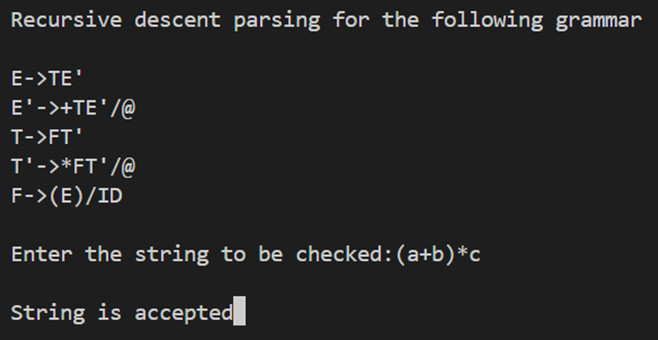 Recursive descent parsing for the following grammar
E->TE'
E'->+TE'/@
T->FT'
T'->*FT'/@
F->(E)/ID
Enter the string to be checked:(a+b)*c
String is accepted